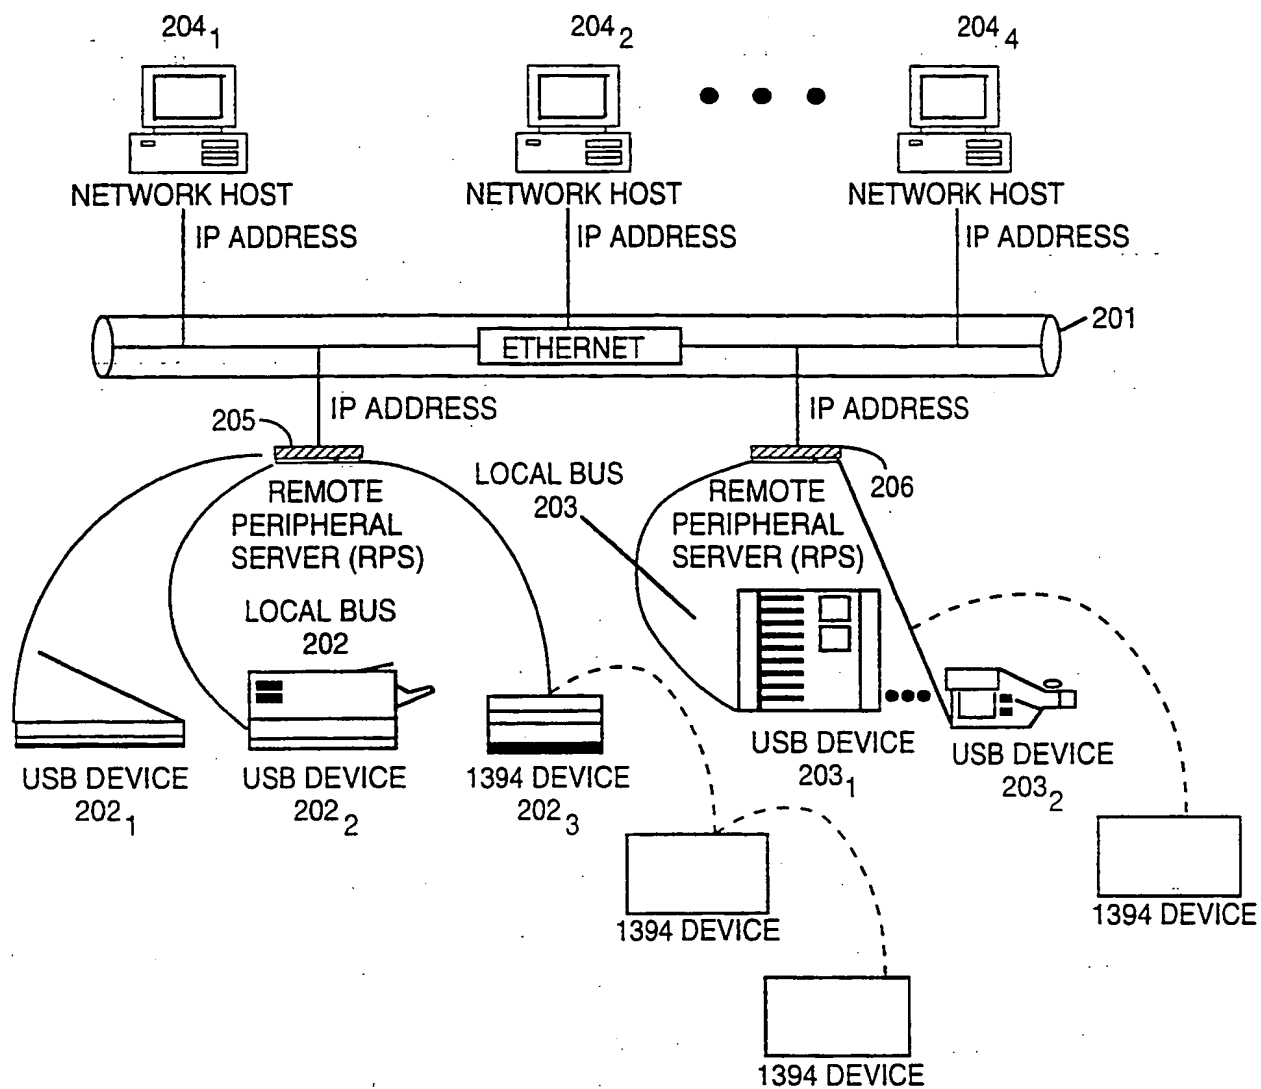 204 1
204 2
204 4
NETWORK HOST
NETWORK HOST
NETWORK HOST
IP ADDRESS
IP ADDRESS
IP ADDRESS
201
ETHERNET
IP ADDRESS
IP ADDRESS
205
206
REMOTE
PERIPHERAL
SERVER (RPS)
LOCAL BUS
203
REMOTE
PERIPHERAL
SERVER (RPS)
LOCAL BUS
202
USB DEVICE
202 1
USB DEVICE
202 2
1394 DEVICE
202 3
USB DEVICE
203 1
USB DEVICE
203 2
1394 DEVICE
1394 DEVICE
1394 DEVICE